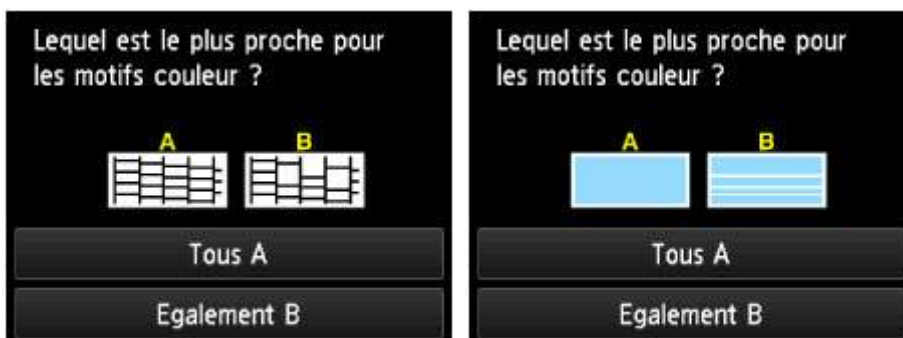 Lequel est le plus proche pour
les motifs couleur ?
A B
Tous A
Egalement B
Lequel est le plus proche pour
les motifs couleur ?
A B
Tous A
Egalement B